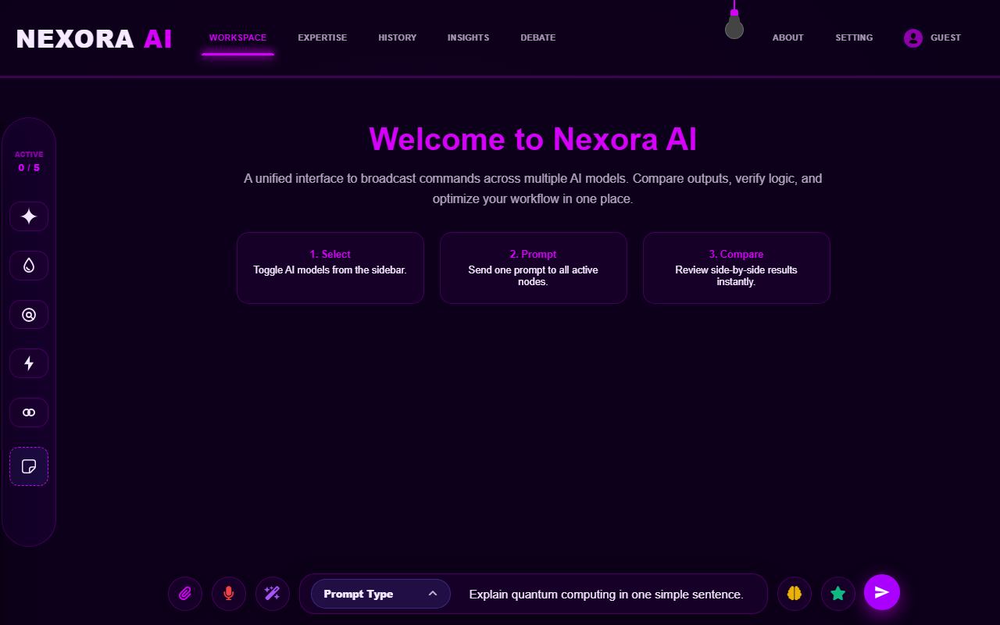 NEXORA AI
WORKSPACE
EXPERTISE
HISTORY
INSIGHTS
DEBATE
ABOUT
SETTING
GUEST
ACTIVE
0 / 5
Welcome to Nexora AI
A unified interface to broadcast commands across multiple AI models. Compare outputs, verify logic, and
optimize your workflow in one place.
1. Select
Toggle AI models from the sidebar.
2. Prompt
Send one prompt to all active
nodes.
3. Compare
Review side-by-side results
instantly.
Prompt Type
Explain quantum computing in one simple sentence.